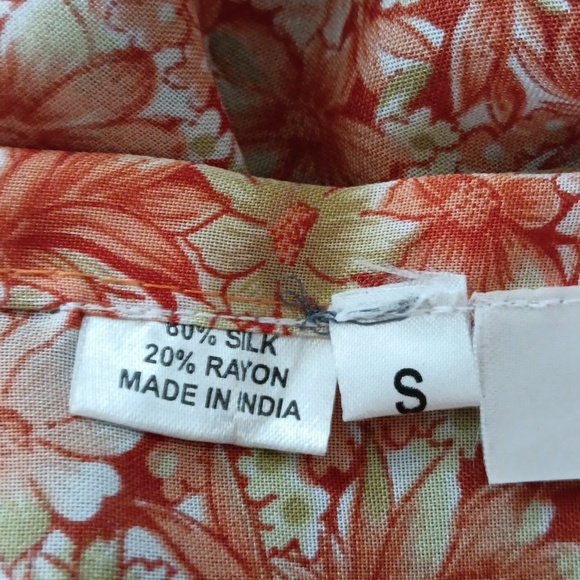 80% SILK
20% RAYON
MADE IN INDIA
S